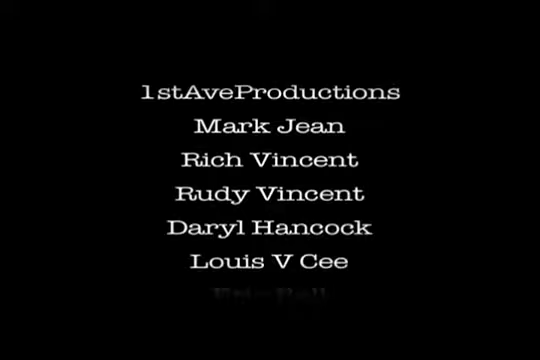 1stAveProductions
Mark Jean
Rich Vincent
Rudy Vincent
Daryl Hancock
Louis V Cee